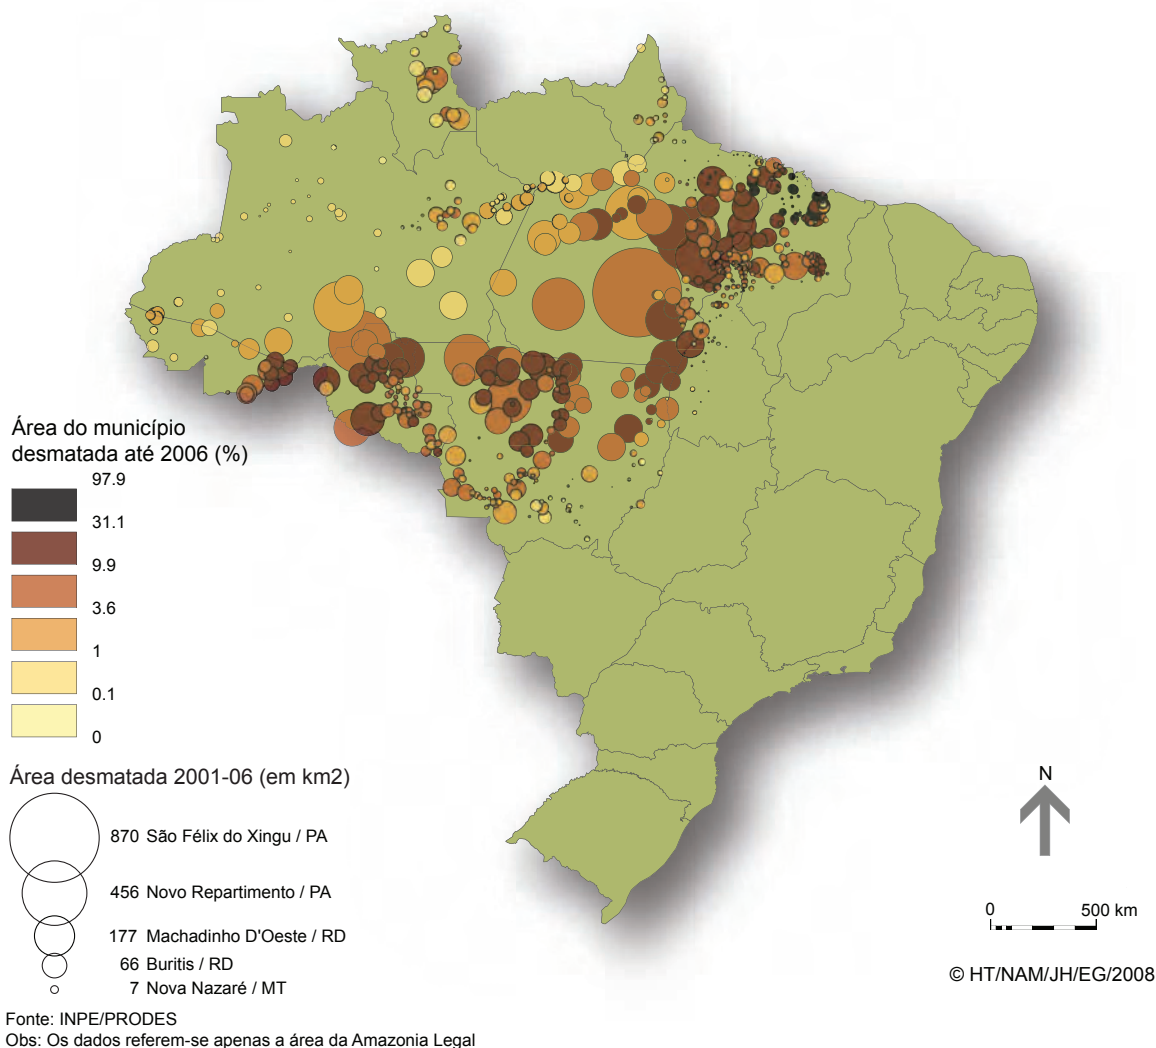 Área do município
desmatada até 2006 (%)
97.9
31.1
9.9
3.6
1
0.1
0
Área desmatada 2001-06 (em km2)
870 São Félix do Xingu / PA
456 Novo Repartimento / PA
177 Machadinho D'Oeste / RD
66 Buritis / RD
7 Nova Nazaré / MT
N
0 500 km
© HT/NAM/JH/EG/2008
Fonte: INPE/PRODES
Obs: Os dados referem-se apenas a área da Amazonia Legal